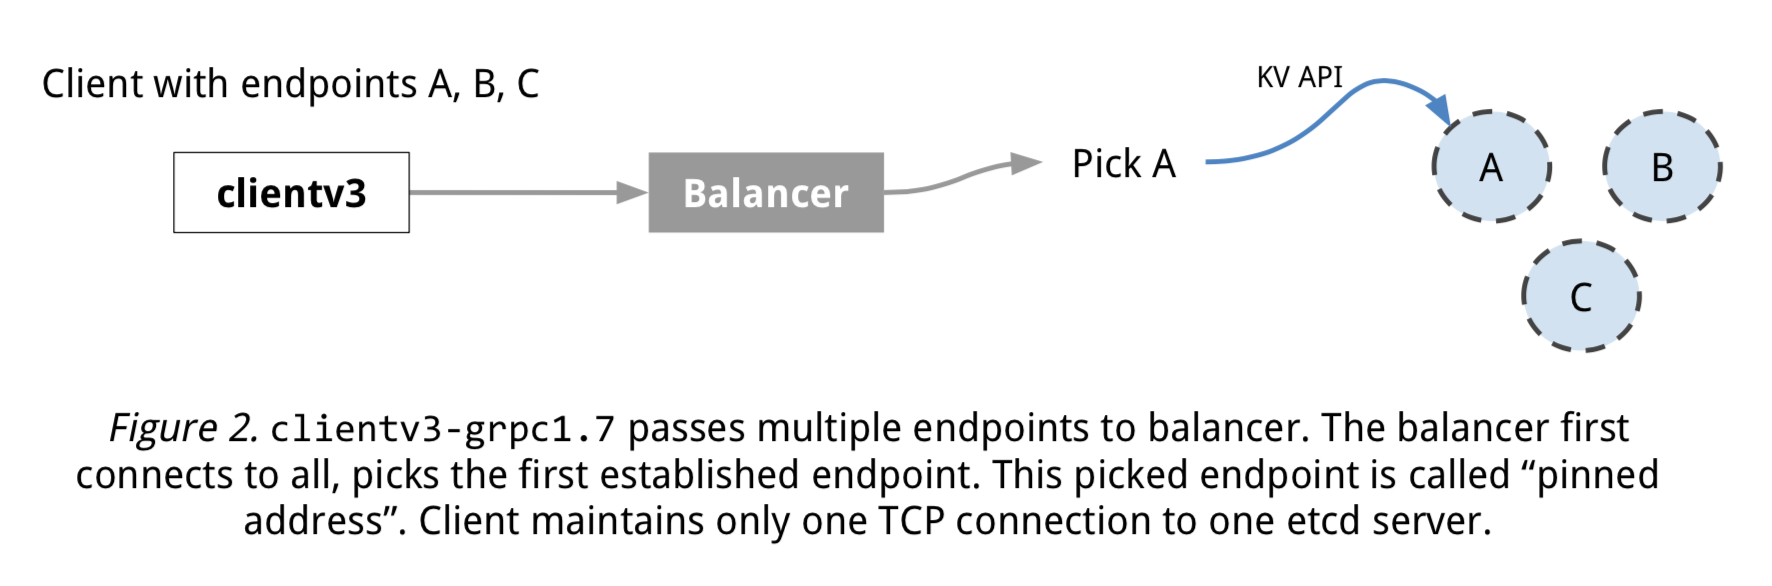 Client with endpoints A, B, C
KV API
clientv3
Balancer
Pick A
A
B
C
Figure 2. clientv3-grpc1.7 passes multiple endpoints to balancer. The balancer first
connects to all, picks the first established endpoint. This picked endpoint is called “pinned
address”. Client maintains only one TCP connection to one etcd server.